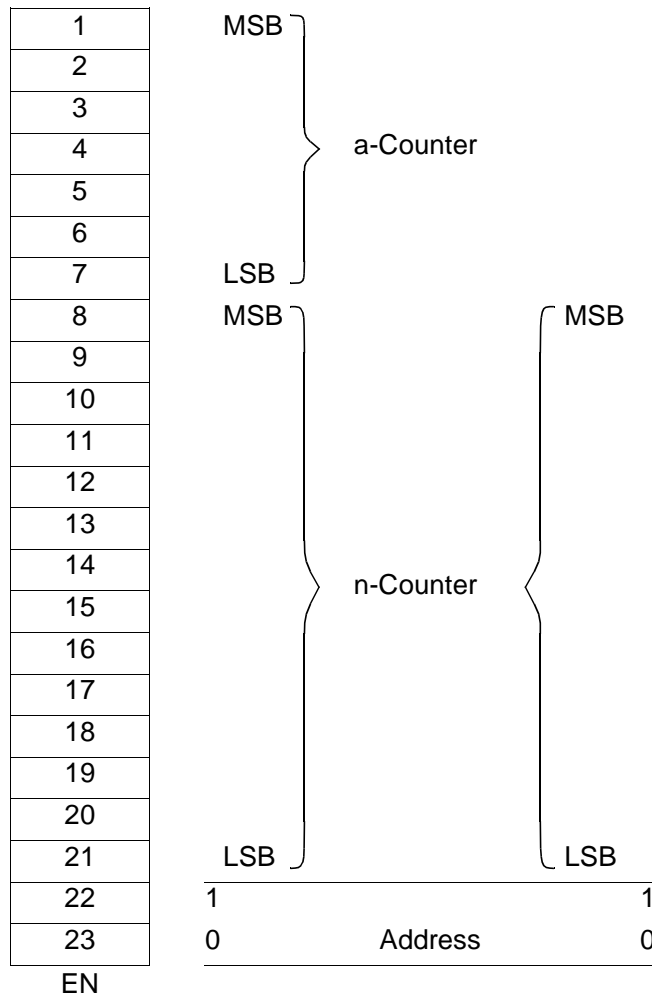 1 MSB
2
3
4 a-Counter
5
6
7 LSB
8 MSB MSB
9
10
11
12
13
14
15 n-Counter
16
17
18
19
20
21 LSB LSB
22 1 1
23 0 Address 0
EN